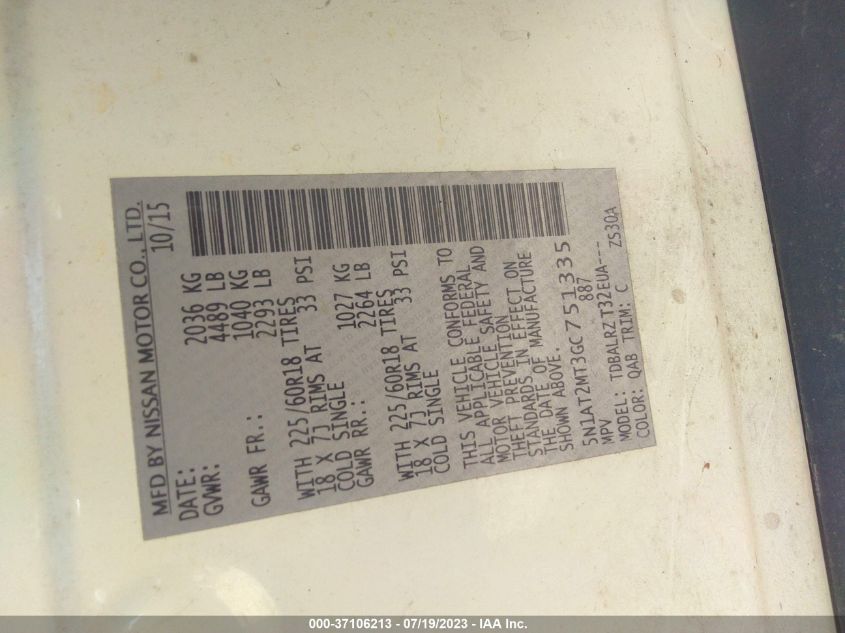 MFD BY NISSAN MOTOR CO., LTD.
DATE: 10/15
GVWR: 2036 KG
4489 LB
GAWR FR.: 1040 KG
2293 LB
WITH 225/60R18 TIRES
18 X 7J RIMS AT 33 PSI
COLD SINGLE
GAWR RR.: 1027 KG
2264 LB
WITH 225/60R18 TIRES
18 X 7J RIMS AT 33 PSI
COLD SINGLE
THIS VEHICLE CONFORMS TO
ALL APPLICABLE FEDERAL
MOTOR VEHICLE SAFETY AND
THEFT PREVENTION
STANDARDS IN EFFECT ON
THE DATE OF MANUFACTURE
SHOWN ABOVE.
5N1AT2MT3GC751335
MPV 887
MODEL: TDBALRZ T32EUA---
COLOR: QAB TRIM: C ZS30A
000-37106213 - 07/19/2023 - IAA Inc.